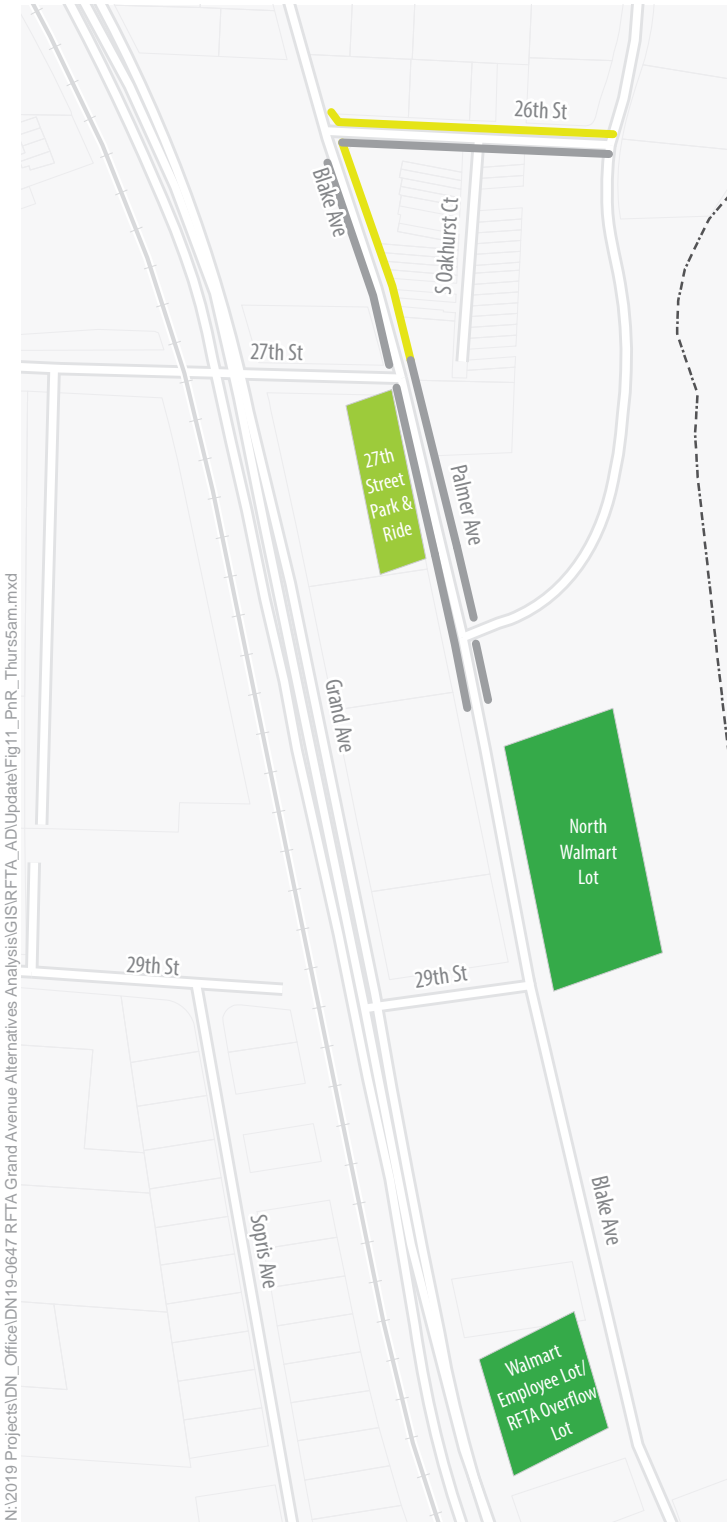 26th St
Blake Ave
S Oakhurst Ct
27th St
27th
Street
Park &
Ride
Palmer Ave
Grand Ave
North
Walmart
Lot
29th St
29th St
Blake Ave
Sopris Ave
Walmart
Employee Lot/
RFTA Overflow
Lot
N:\2019 Projects\DN_Office\DN19-0647 RFTA Grand Avenue Alternatives Analysis\GIS\RFTA_AD\Update\Fig11_PnR_Thurs5am.mxd